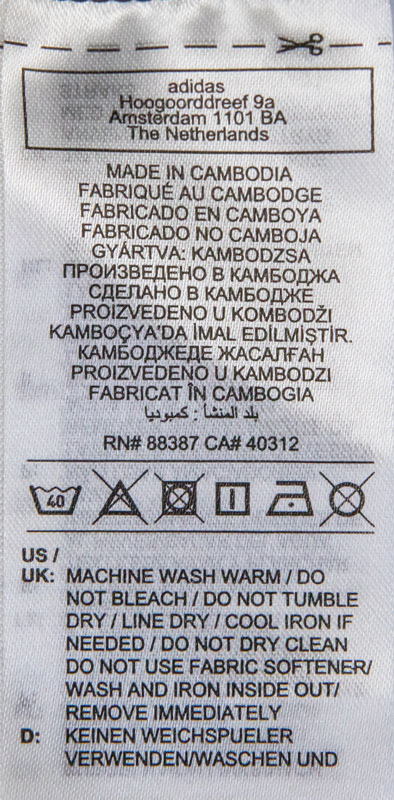 adidas
Hoogoorddreef 9a
Amsterdam 1101 BA
The Netherlands
MADE IN CAMBODIA
FABRIQUÉ AU CAMBODGE
FABRICADO EN CAMBOYA
FABRICADO NO CAMBOJA
GYÁRTVA: KAMBODZSA
ПРОИЗВЕДЕНО В КАМБОДЖА
СДЕЛАНО В КАМБОДЖЕ
PROIZVEDENO U KOMBODŽI
KAMBOÇYA'DA İMAL EDİLMİŞTİR.
КАМБОДЖЕДЕ ЖАСАЛҒАН
PROIZVEDENO U KAMBODZI
FABRICAT ÎN CAMBOGIA
بلد المنشأ : كمبوديا
RN# 88387 CA# 40312
40
US /
UK: MACHINE WASH WARM / DO
NOT BLEACH / DO NOT TUMBLE
DRY / LINE DRY / COOL IRON IF
NEEDED / DO NOT DRY CLEAN
DO NOT USE FABRIC SOFTENER/
WASH AND IRON INSIDE OUT/
REMOVE IMMEDIATELY
D: KEINEN WEICHSPUELER
VERWENDEN/WASCHEN UND